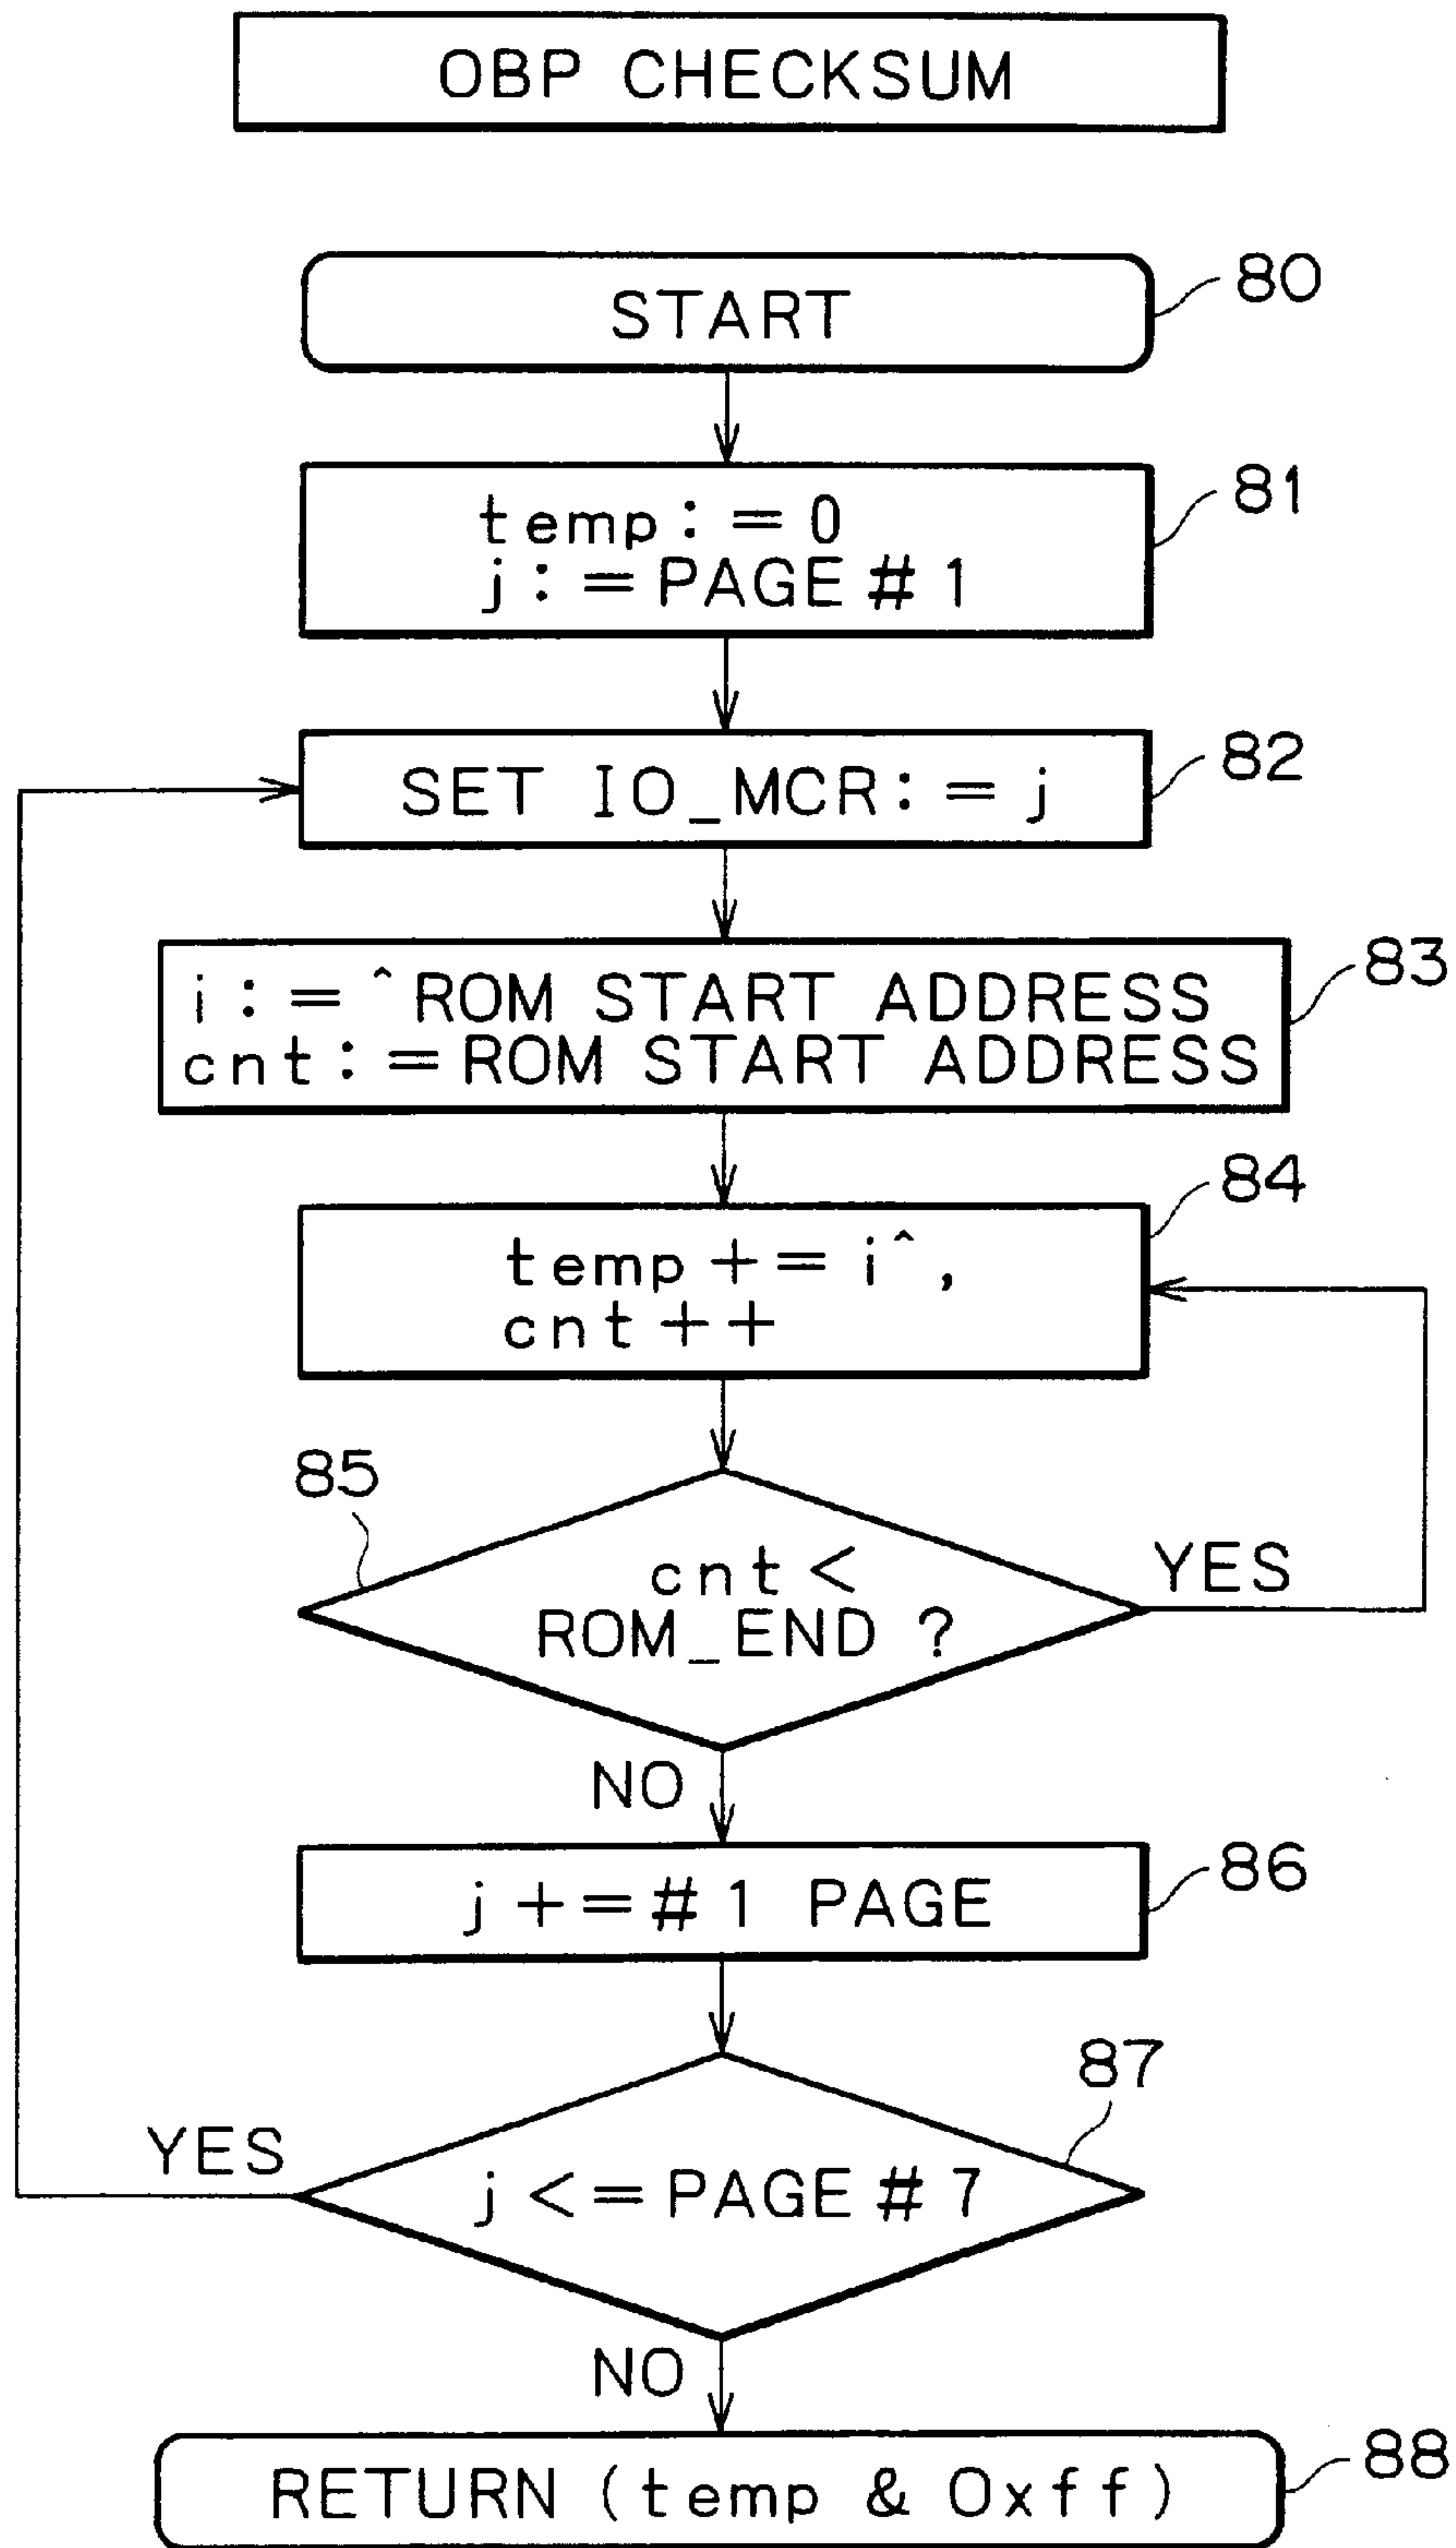 OBP CHECKSUM
START
80
temp:=0
j:=PAGE#1
81
SET IO_MCR:=j
82
i:=^ROM START ADDRESS
cnt:=ROM START ADDRESS
83
temp+=i^,
cnt++
84
85
cnt<
ROM_END ?
YES
NO
j+=#1 PAGE
86
87
YES
j<=PAGE#7
NO
RETURN (temp & 0xff)
88